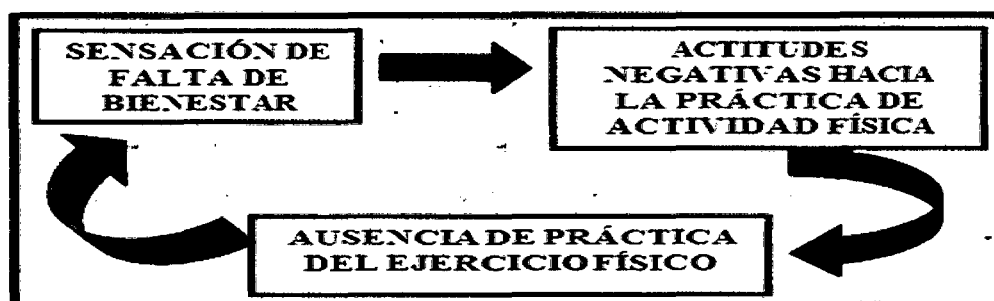 SENSACIÓN DE
FALTA DE
BIENESTAR
ACTITUDES
NEGATIVAS HACIA
LA PRÁCTICA DE
ACTIVIDAD FÍSICA
AUSENCIA DE PRÁCTICA
DEL EJERCICIO FÍSICO